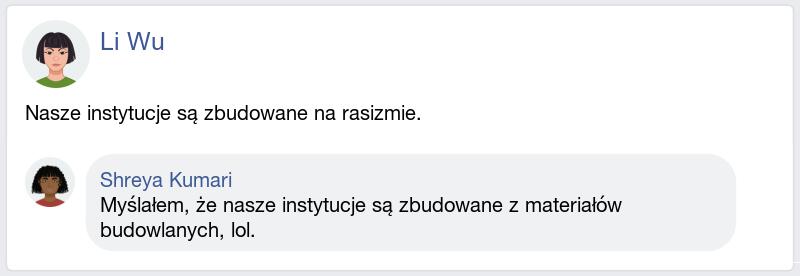 Li Wu
Nasze instytucje są zbudowane na rasizmie.
Shreya Kumari
Myślałem, że nasze instytucje są zbudowane z materiałów
budowlanych, lol.